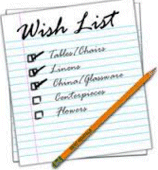 Wish List
Tables/Chairs
Linens
China/Glassware
Centerpieces
Flowers